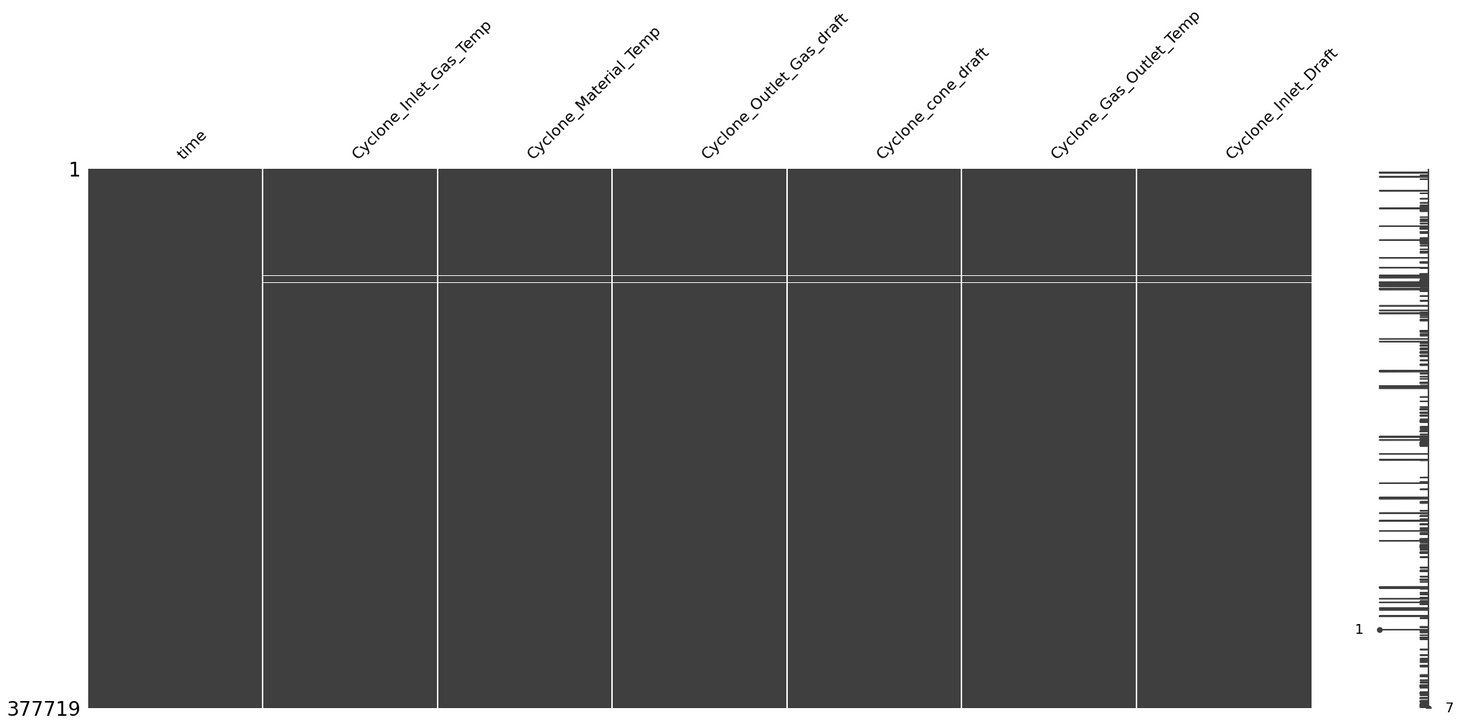 time
Cyclone_Inlet_Gas_Temp
Cyclone_Material_Temp
Cyclone_Outlet_Gas_draft
Cyclone_cone_draft
Cyclone_Gas_Outlet_Temp
Cyclone_Inlet_Draft
1
1
377719
7